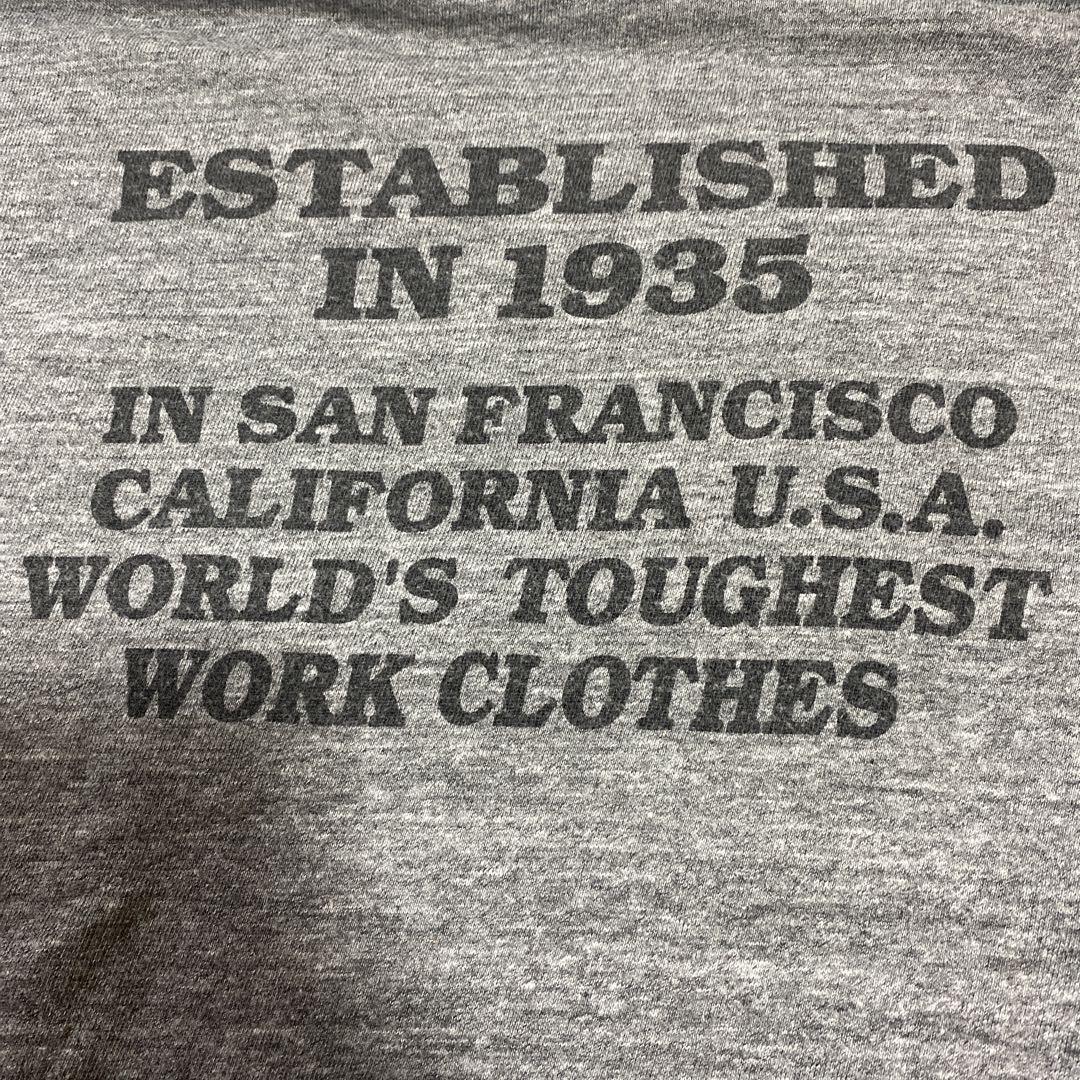 ESTABLISHED
IN 1935
IN SAN FRANCISCO
CALIFORNIA U.S.A.
WORLD'S TOUGHEST
WORK CLOTHES